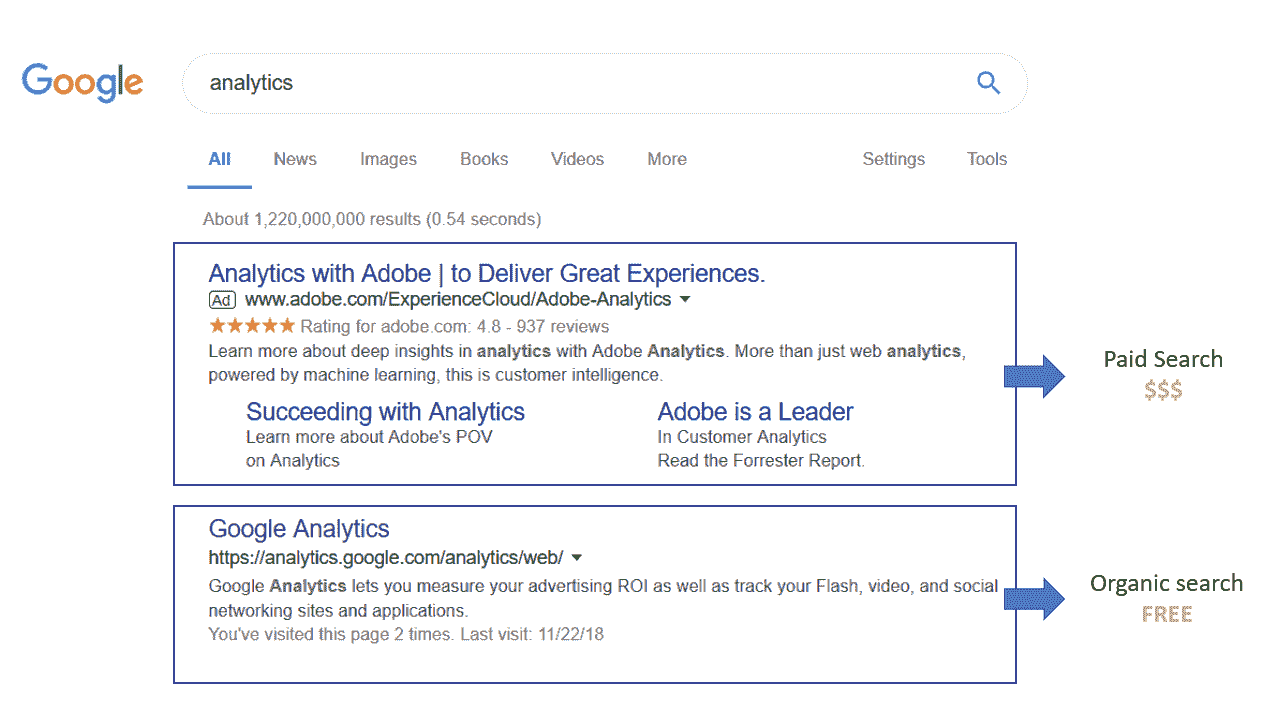 Google
analytics
All News Images Books Videos More Settings Tools
About 1,220,000,000 results (0.54 seconds)
Analytics with Adobe | to Deliver Great Experiences.
Ad www.adobe.com/ExperienceCloud/Adobe-Analytics
Rating for adobe.com: 4.8 - 937 reviews
Learn more about deep insights in analytics with Adobe Analytics. More than just web analytics,
powered by machine learning, this is customer intelligence.
Succeeding with Analytics
Learn more about Adobe's POV
on Analytics
Adobe is a Leader
In Customer Analytics
Read the Forrester Report.
Paid Search
$$$
Google Analytics
https://analytics.google.com/analytics/web/
Google Analytics lets you measure your advertising ROI as well as track your Flash, video, and social
networking sites and applications.
You've visited this page 2 times. Last visit: 11/22/18
Organic search
FREE